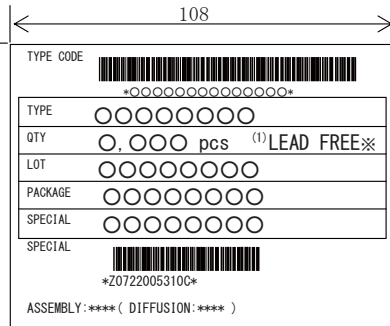 108
TYPE CODE
*○○○○○○○○○○○○○○*
TYPE ○○○○○○○○
QTY ○,○○○ pcs (1)LEAD FREE※
LOT ○○○○○○○○
PACKAGE ○○○○○○○○
SPECIAL ○○○○○○○○
SPECIAL
*Z0722005310C*
ASSEMBLY:****( DIFFUSION:**** )